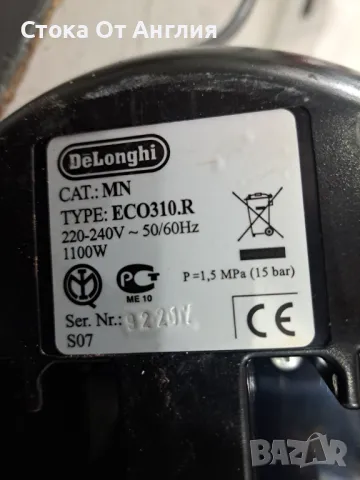 Стока От Англия
DeLonghi
CAT.: MN
TYPE: ECO310.R
220-240V ~ 50/60Hz
1100W
P=1,5 MPa (15 bar)
ME 10
Ser. Nr.:
S07
CE
BAZAR